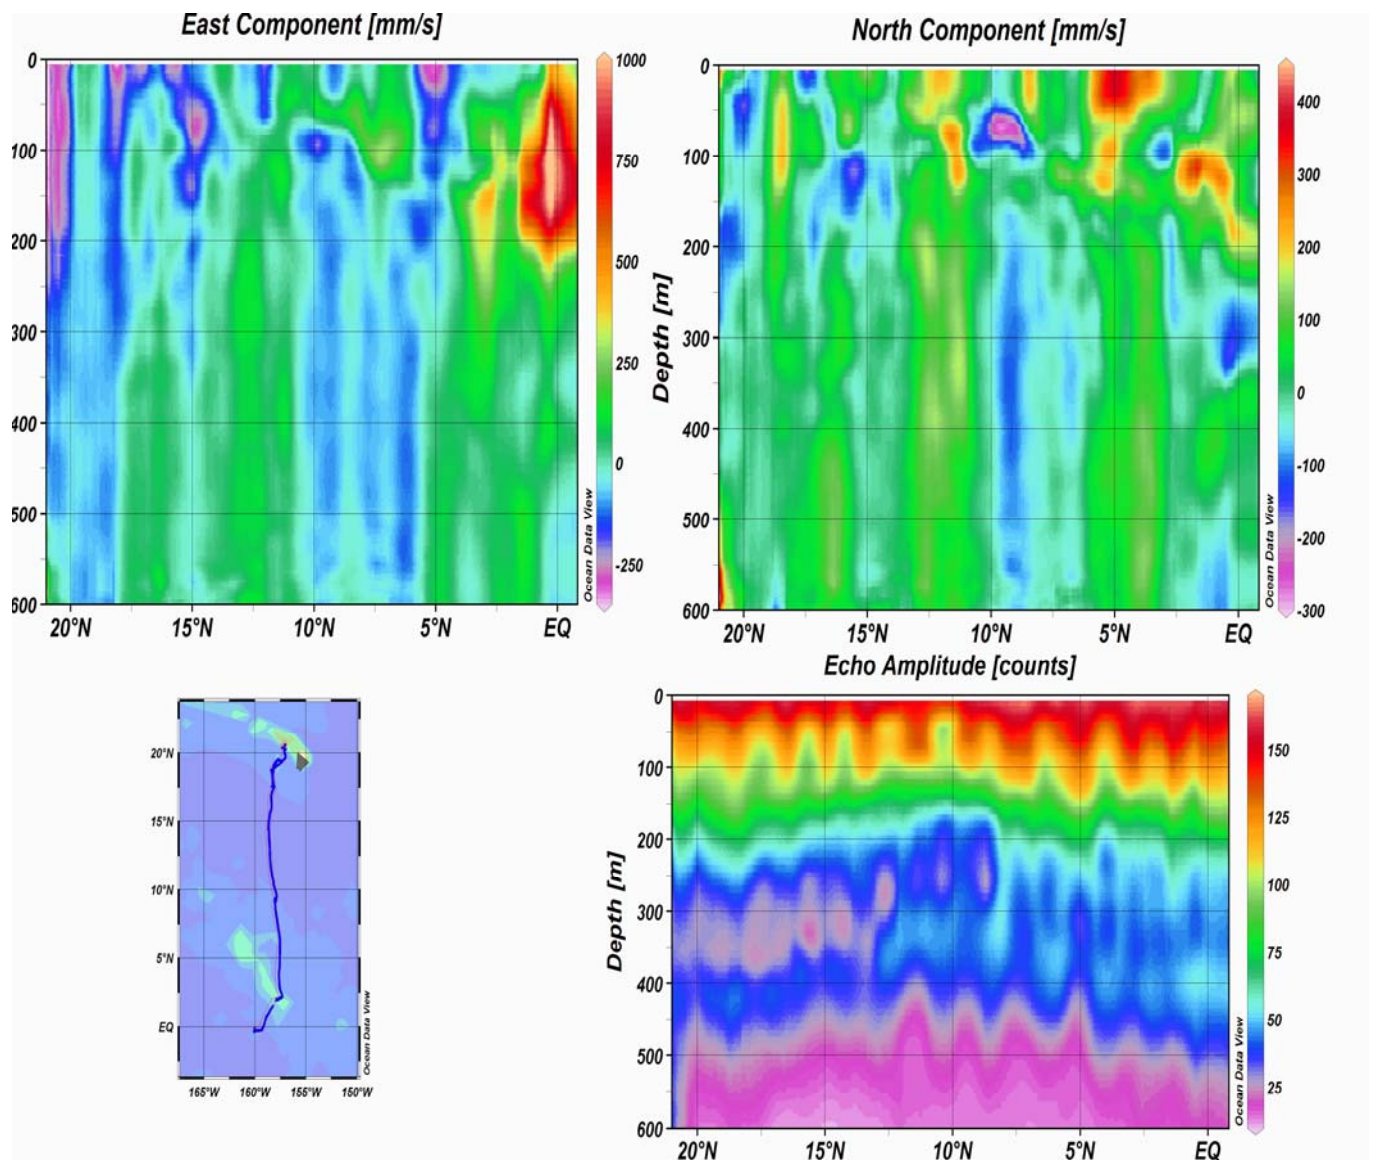 East Component [mm/s]
0
100
200
300
400
500
600
20°N 15°N 10°N 5°N EQ
1000
750
500
250
0
-250
Ocean Data View
North Component [mm/s]
Depth [m]
0
100
200
300
400
500
600
20°N 15°N 10°N 5°N EQ
400
300
200
100
0
-100
-200
-300
Ocean Data View
20°N
15°N
10°N
5°N
EQ
165°W 160°W 155°W 150°W
Ocean Data View
Echo Amplitude [counts]
Depth [m]
0
100
200
300
400
500
600
20°N 15°N 10°N 5°N EQ
150
125
100
75
50
25
Ocean Data View